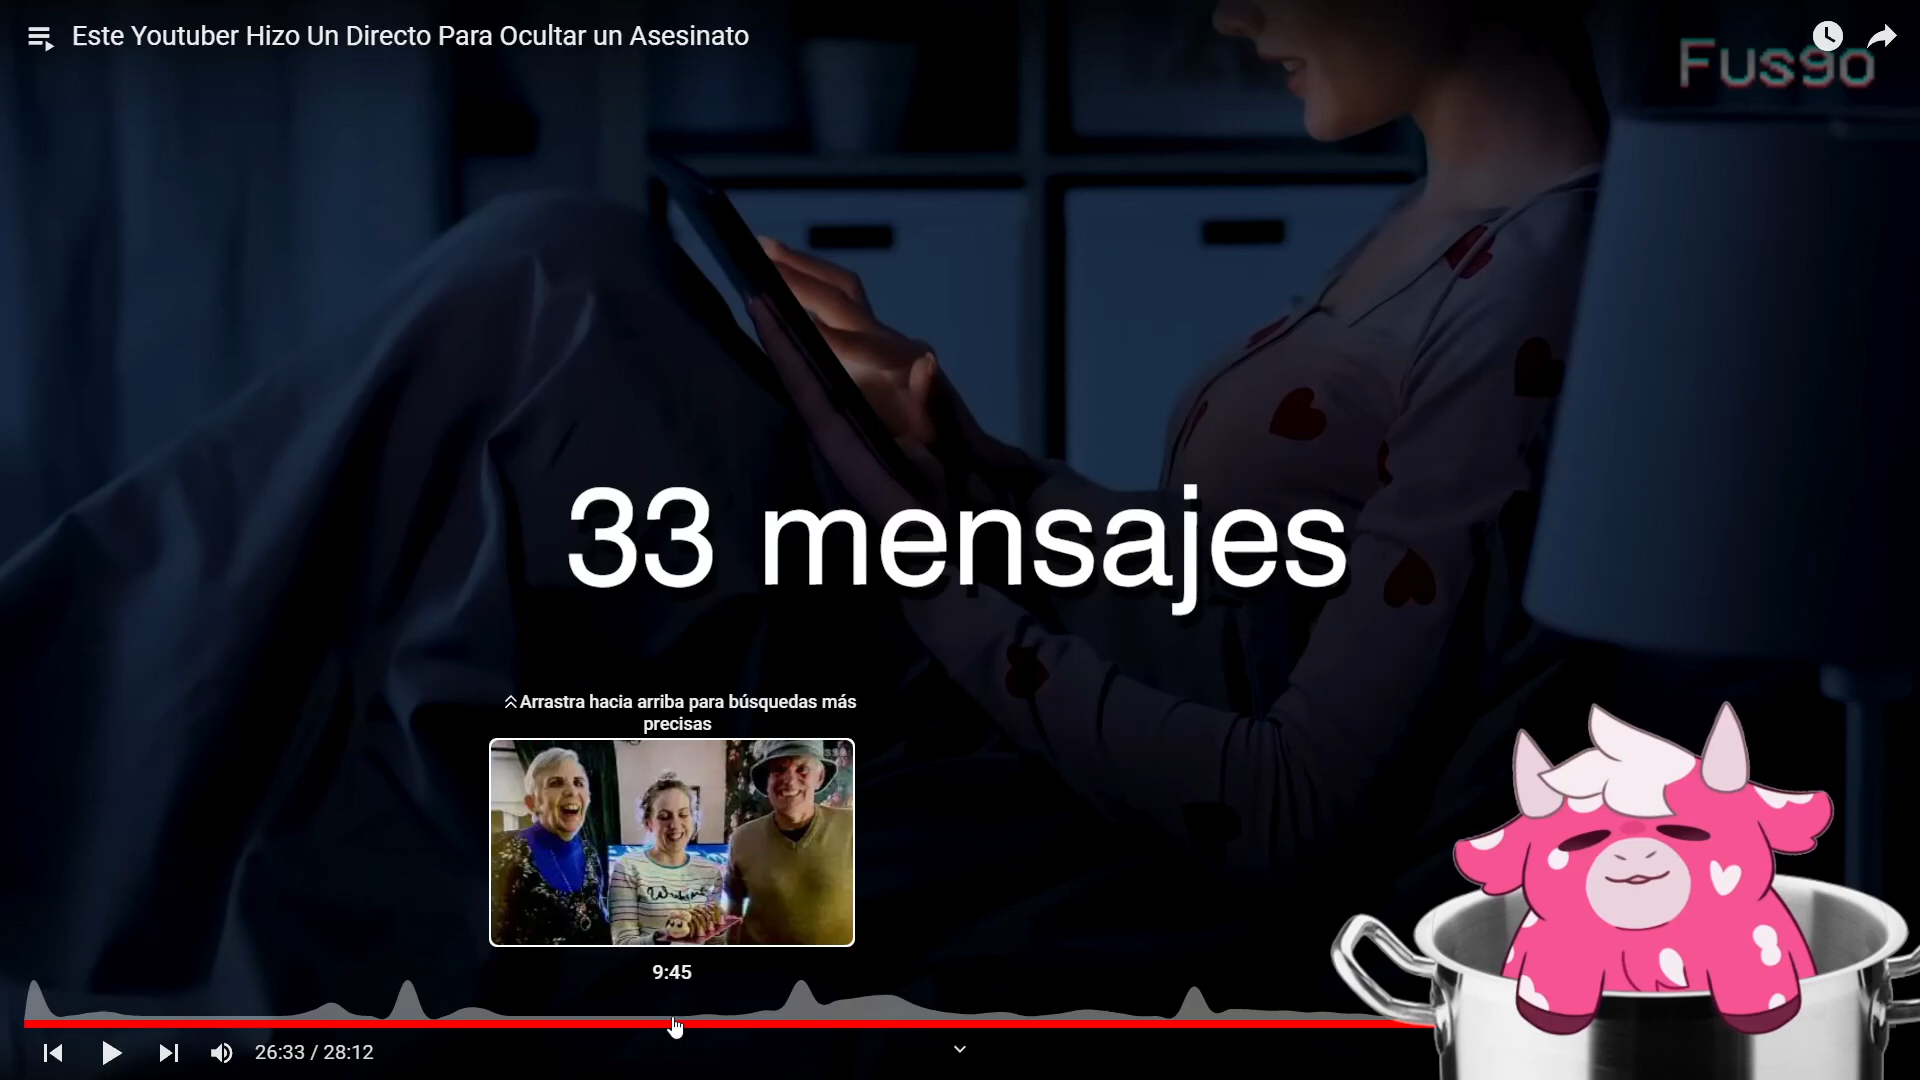 Este Youtuber Hizo Un Directo Para Ocultar un Asesinato
Fusgo
33 mensajes
Arrastra hacia arriba para búsquedas más
precisas
9:45
26:33 / 28:12